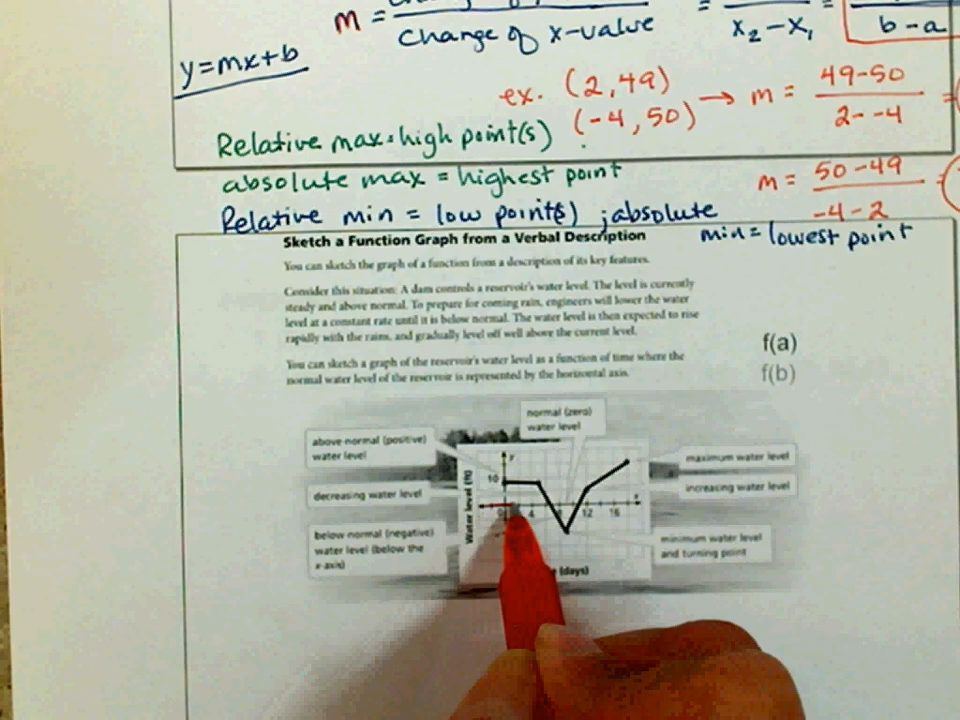 m =
change of x-value
=
x₂ - x₁
=
b - a
y=mx+b
ex. (2,49)
(-4,50) → m = 49-50
2--4
=
Relative max=high point(s)
absolute max = highest point
m = 50-49
-4-2
=
Relative min = low point(s) ; absolute
min = lowest point
Sketch a Function Graph from a Verbal Description
You can sketch the graph of a function from a description of its key features.
Consider this situation: A dam controls a reservoir's water level. The level is currently
steady and above normal. To prepare for coming rain, engineers will lower the water
level at a constant rate until it is below normal. The water level is then expected to rise
rapidly with the rains, and gradually level off well above the current level.
f(a)
You can sketch a graph of the reservoir's water level as a function of time where the
normal water level of the reservoir is represented by the horizontal axis.
f(b)
normal (zero)
water level
above normal (positive)
water level
decreasing water level
below normal (negative)
water level (below the
x-axis)
Water level (ft)
y
10
0
4
12
16
x
(days)
maximum water level
increasing water level
minimum water level
and turning point